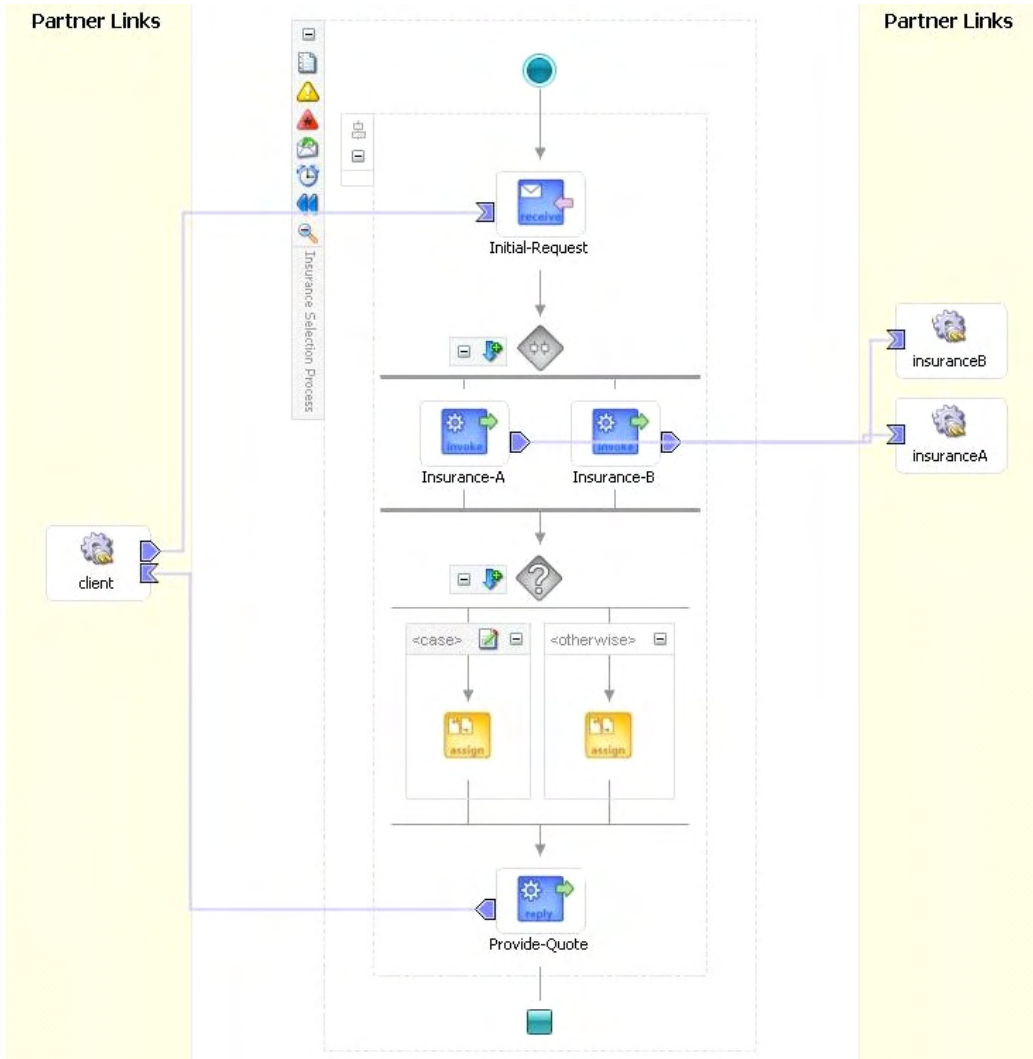 Partner Links
Partner Links
receive
Initial-Request
Insurance Selection Process
insuranceB
invoke
invoke
Insurance-A
Insurance-B
insuranceA
client
?
<case>
<otherwise>
assign
assign
reply
Provide-Quote